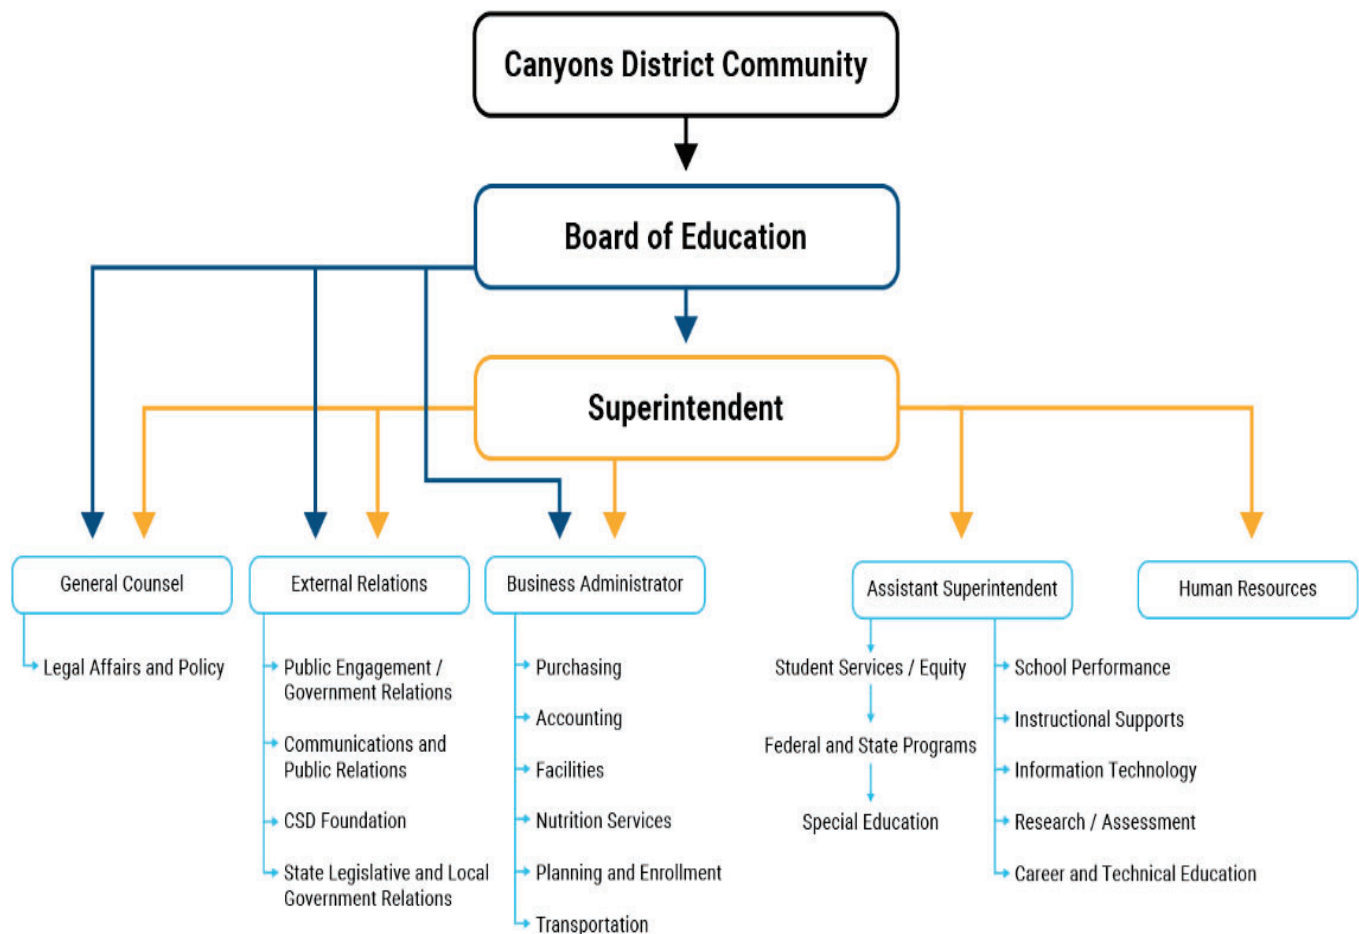 Canyons District Community
Board of Education
Superintendent
General Counsel
Legal Affairs and Policy
External Relations
Public Engagement /
Government Relations
Communications and
Public Relations
CSD Foundation
State Legislative and Local
Government Relations
Business Administrator
Purchasing
Accounting
Facilities
Nutrition Services
Planning and Enrollment
Transportation
Assistant Superintendent
Student Services / Equity
Federal and State Programs
Special Education
School Performance
Instructional Supports
Information Technology
Research / Assessment
Career and Technical Education
Human Resources